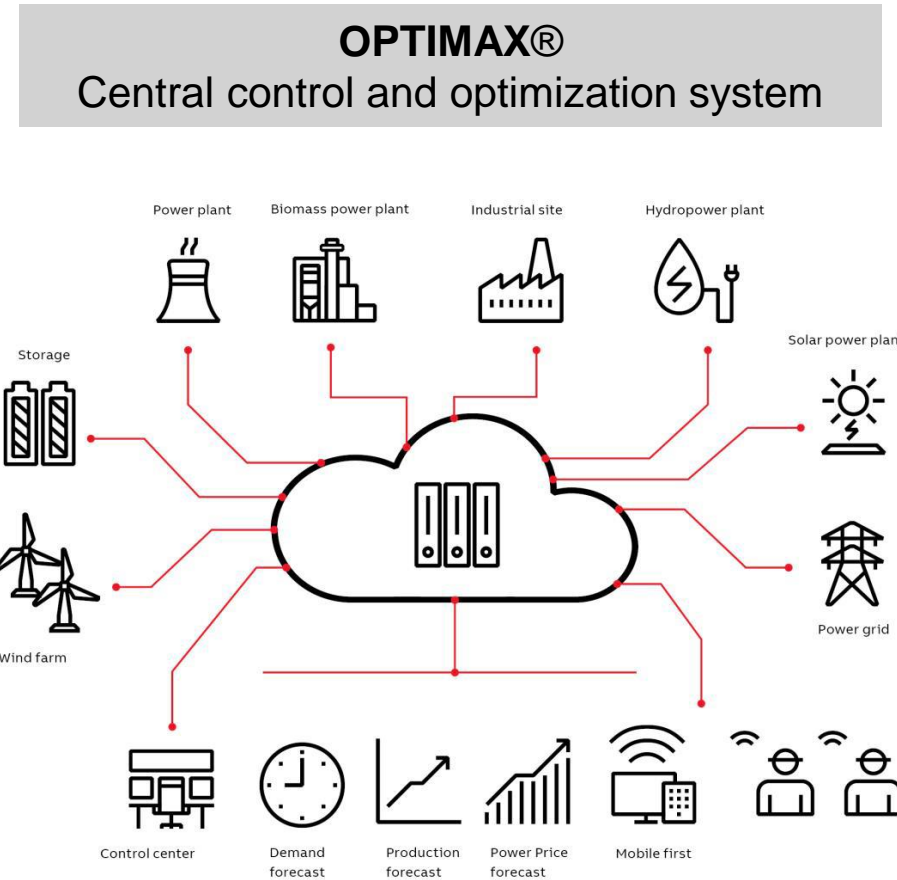 OPTIMAX®
Central control and optimization system
Power plant
Biomass power plant
Industrial site
Hydropower plant
Solar power plant
Storage
Wind farm
Power grid
Control center
Demand
forecast
Production
forecast
Power Price
forecast
Mobile first